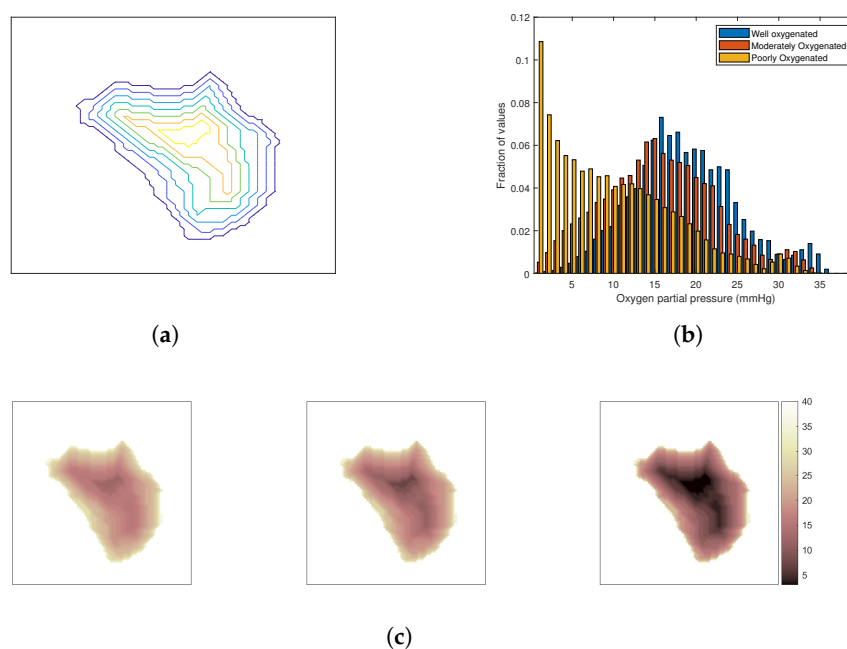 0.12
0.1
0.08
0.06
0.04
0.02
0
Fraction of values
Well oxygenated
Moderately Oxygenated
Poorly Oxygenated
5 10 15 20 25 30 35
Oxygen partial pressure (mmHg)
(a) (b)
40
35
30
25
20
15
10
5
(c)